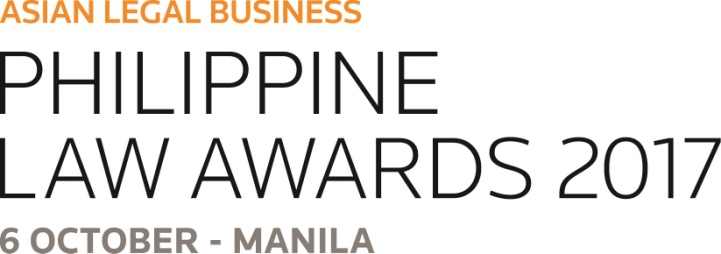 ASIAN LEGAL BUSINESS
PHILIPPINE
LAW AWARDS 2017
6 OCTOBER - MANILA